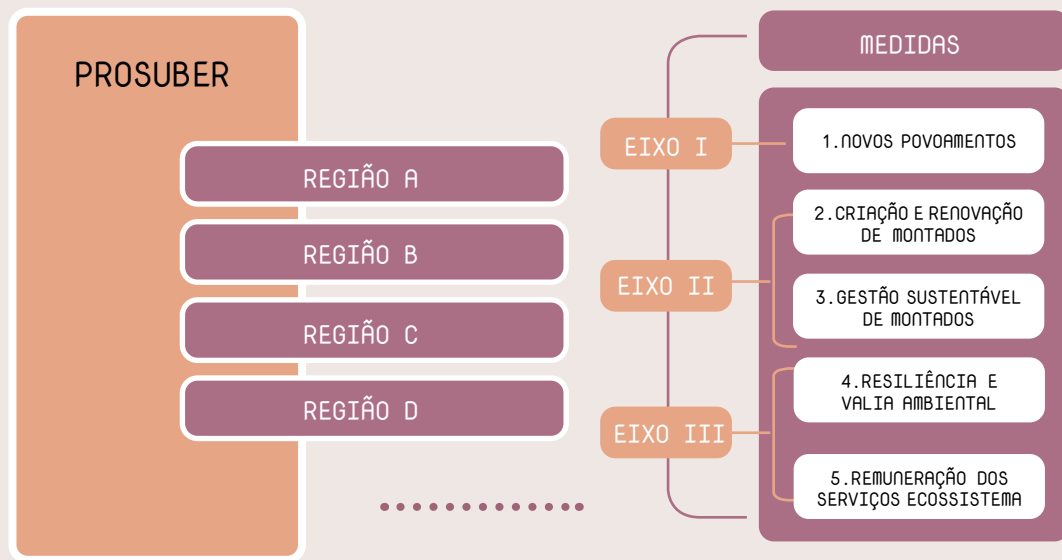 PROSUBER
REGIÃO A
REGIÃO B
REGIÃO C
REGIÃO D
EIXO I
EIXO II
EIXO III
MEDIDAS
1.NOVOS POVOAMENTOS
2.CRIAÇÃO E RENOVAÇÃO
DE MONTADOS
3.GESTÃO SUSTENTÁVEL
DE MONTADOS
4.RESILIÊNCIA E
VALIA AMBIENTAL
5.REMUNERAÇÃO DOS
SERVIÇOS ECOSSISTEMA